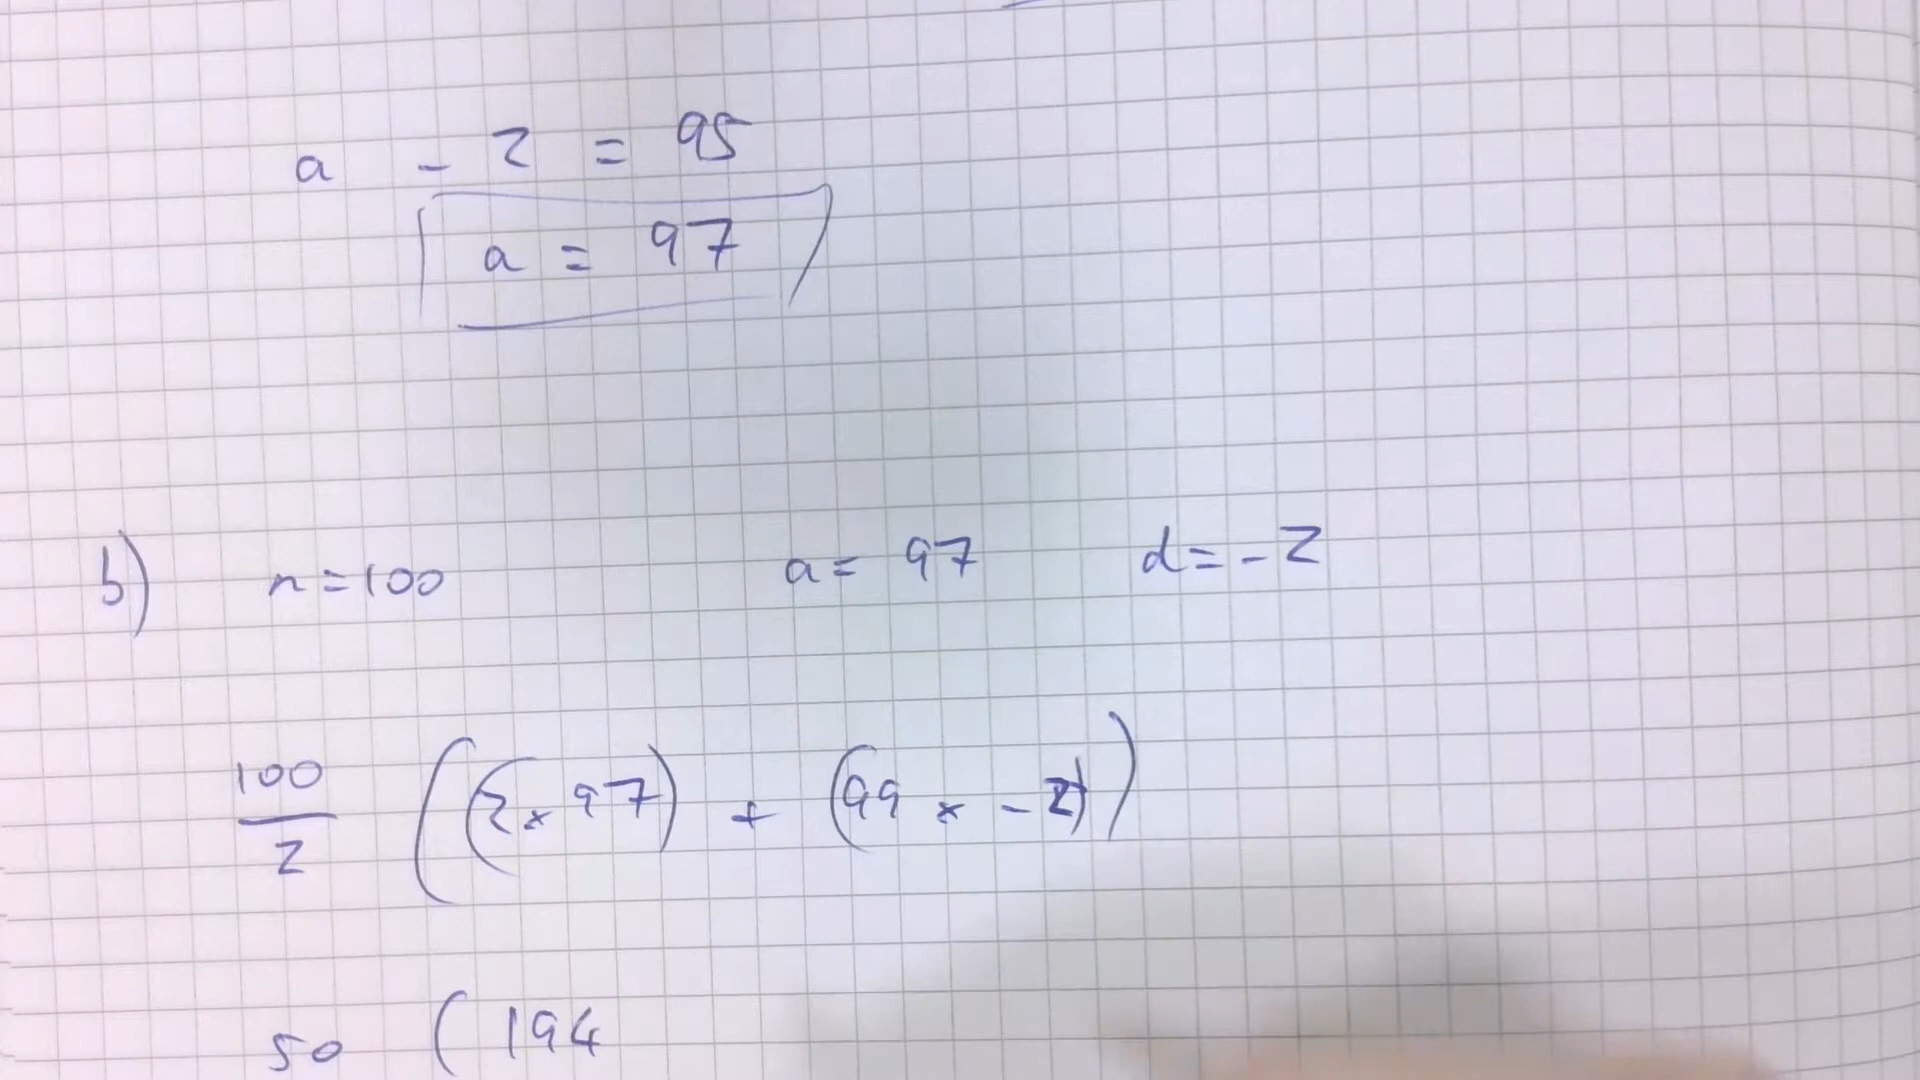 a - 2 = 95
a = 97
b) n=100 a= 97 d=-2
100/2 ((2×97) + (99 × -2))
50 (194